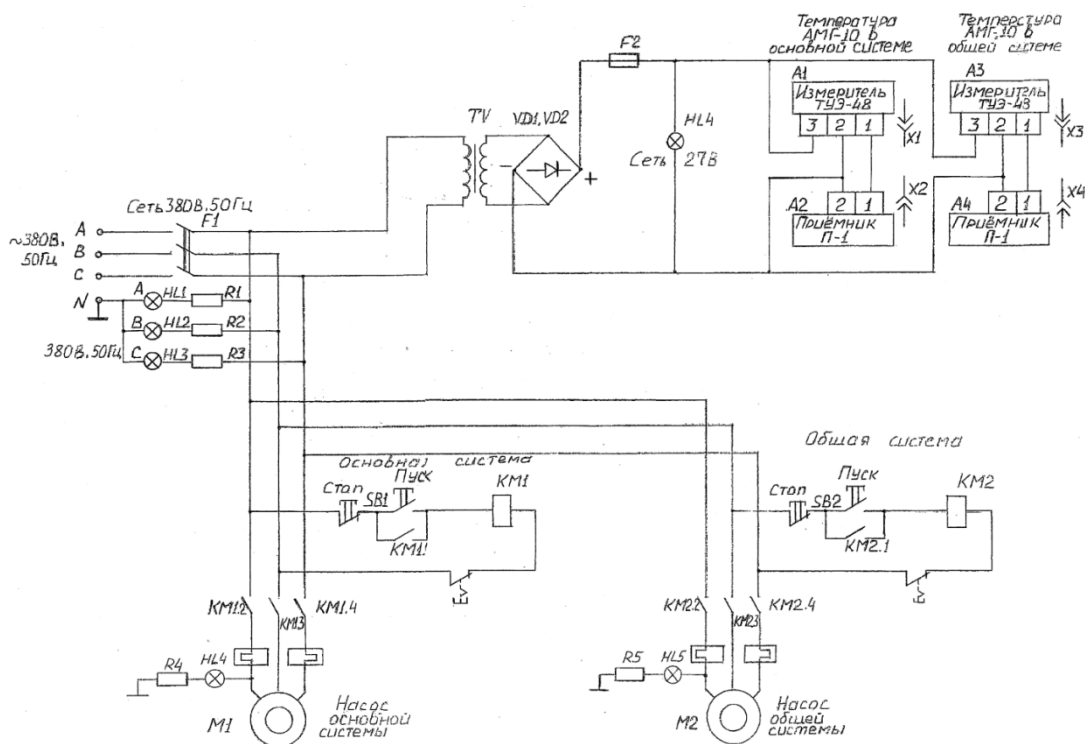 Температура
АМГ-10 в
основной системе
Темперстура
АМГ.10 в
общей системе
F2
A1
Измеритель
ТУЭ-48
3 2 1
X1
A3
Измеритель
ТУЭ-48
3 2 1
X3
TV
VD1, VD2
HL4
Сеть 27В
-
+
X2
A2
2 1
Приёмник
П-1
X4
A4
2 1
Приёмник
П-1
Сеть 380В. 50Гц
F1
A
~380В.
50Гц
B
C
N
A HL1 R1
B HL2 R2
380В. 50Гц
C HL3 R3
Основная система
Общая система
Стоп
SB1
Пуск
KM1
KM1.1
Ev
Стоп
SB2
Пуск
KM2
KM2.1
Ev
KM1.2
KM1.3
KM1.4
KM2.2
KM2.3
KM2.4
R4 HL4
R5 HL5
M1
Насос
основной
системы
M2
Насос
общей
системы